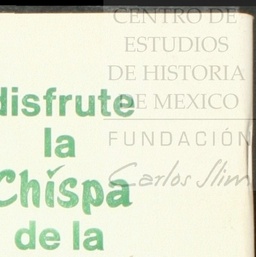 CENTRO DE
ESTUDIOS
DE HISTORIA
DE MEXICO
FUNDACIÓN
Carlos Slim
disfrute
la
Chispa
de la